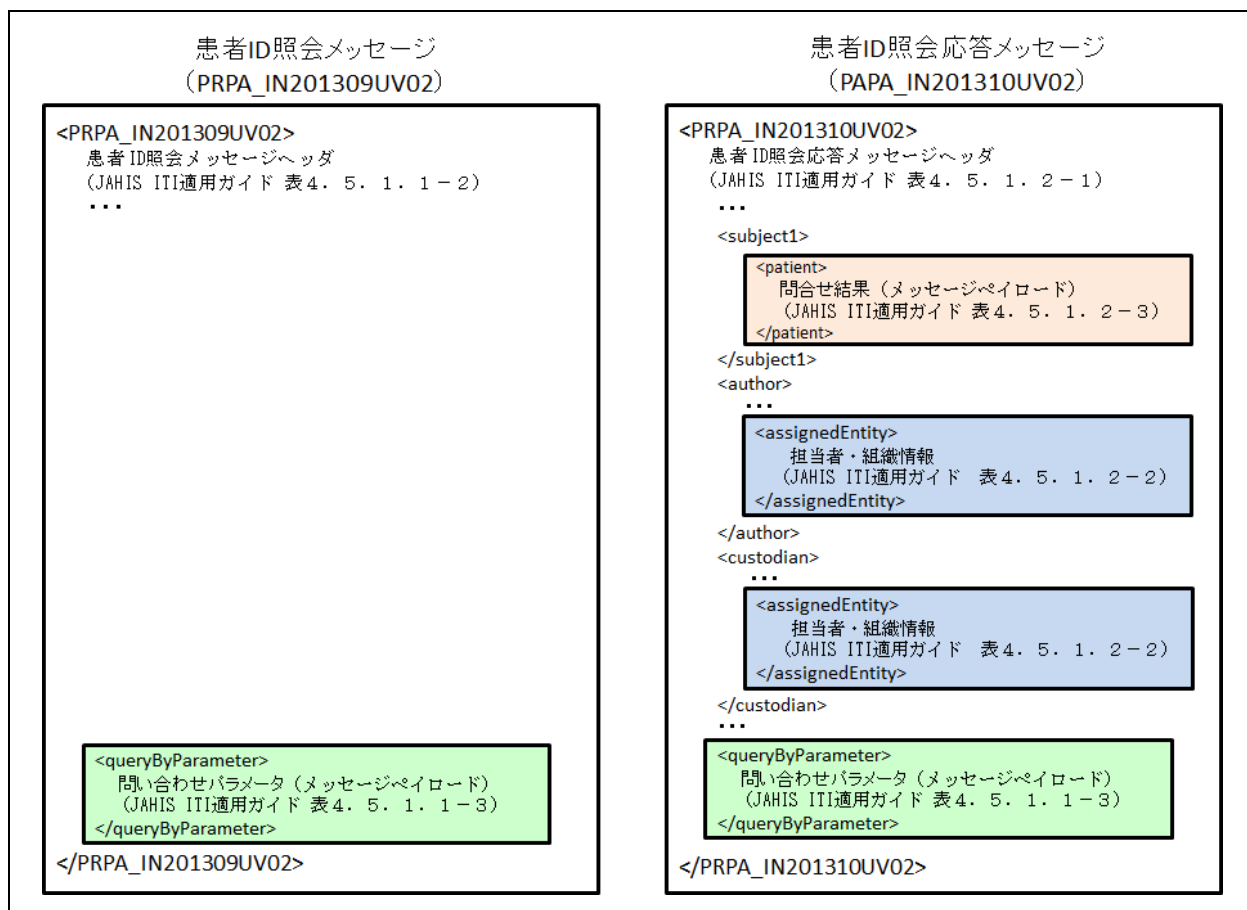 患者ID照会メッセージ
（PRPA_IN201309UV02）
<PRPA_IN201309UV02>
患者ID照会メッセージヘッダ
（JAHIS ITI適用ガイド 表４．５．１．１－２）
・・・
<queryByParameter>
問い合わせパラメータ（メッセージペイロード）
（JAHIS ITI適用ガイド 表４．５．１．１－３）
</queryByParameter>
</PRPA_IN201309UV02>
患者ID照会応答メッセージ
（PAPA_IN201310UV02）
<PRPA_IN201310UV02>
患者ID照会応答メッセージヘッダ
（JAHIS ITI適用ガイド 表４．５．１．２－１）
・・・
<subject1>
<patient>
問合せ結果（メッセージペイロード）
（JAHIS ITI適用ガイド 表４．５．１．２－３）
</patient>
</subject1>
<author>
・・・
<assignedEntity>
担当者・組織情報
（JAHIS ITI適用ガイド　表４．５．１．２－２）
</assignedEntity>
</author>
<custodian>
・・・
<assignedEntity>
担当者・組織情報
（JAHIS ITI適用ガイド　表４．５．１．２－２）
</assignedEntity>
</custodian>
・・・
<queryByParameter>
問い合わせパラメータ（メッセージペイロード）
（JAHIS ITI適用ガイド 表４．５．１．１－３）
</queryByParameter>
</PRPA_IN201310UV02>